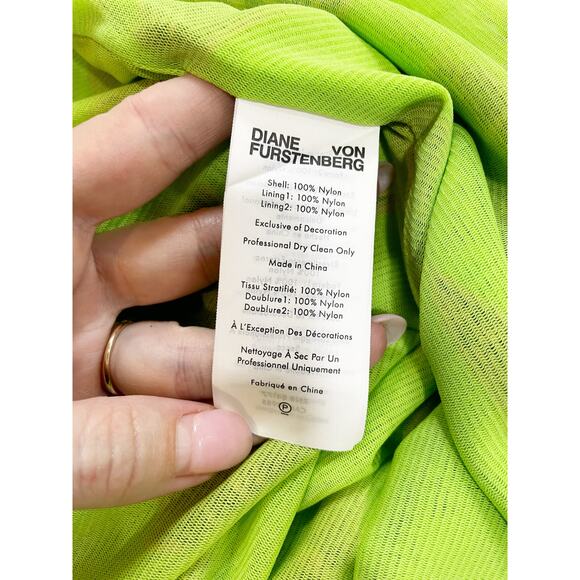 DIANE VON
FURSTENBERG
Shell: 100% Nylon
Lining1: 100% Nylon
Lining2: 100% Nylon
Exclusive of Decoration
Professional Dry Clean Only
Made in China
Tissu Stratifié: 100% Nylon
Doublure1: 100% Nylon
Doublure2: 100% Nylon
À L'Exception Des Décorations
Nettoyage À Sec Par Un
Professionnel Uniquement
Fabriqué en Chine
P